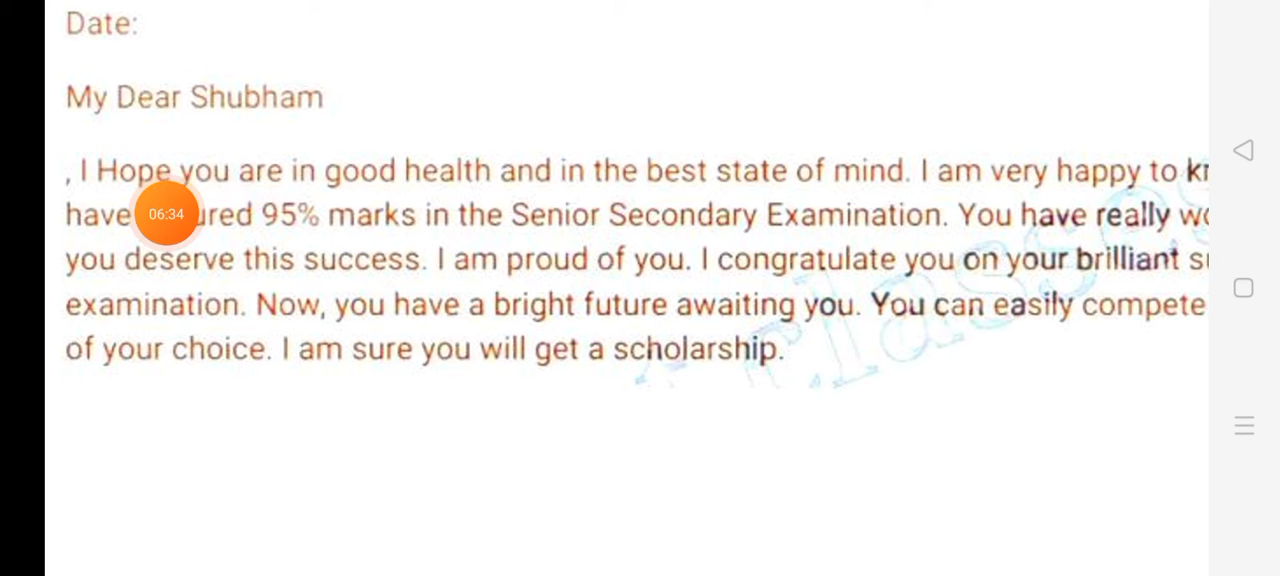 Date:
My Dear Shubham
, I Hope you are in good health and in the best state of mind. I am very happy to
have 95% marks in the Senior Secondary Examination. You have really
06:34
you deserve this success. I am proud of you. I congratulate you on your brilliant
examination. Now, you have a bright future awaiting you. You can easily compete
of your choice. I am sure you will get a scholarship.